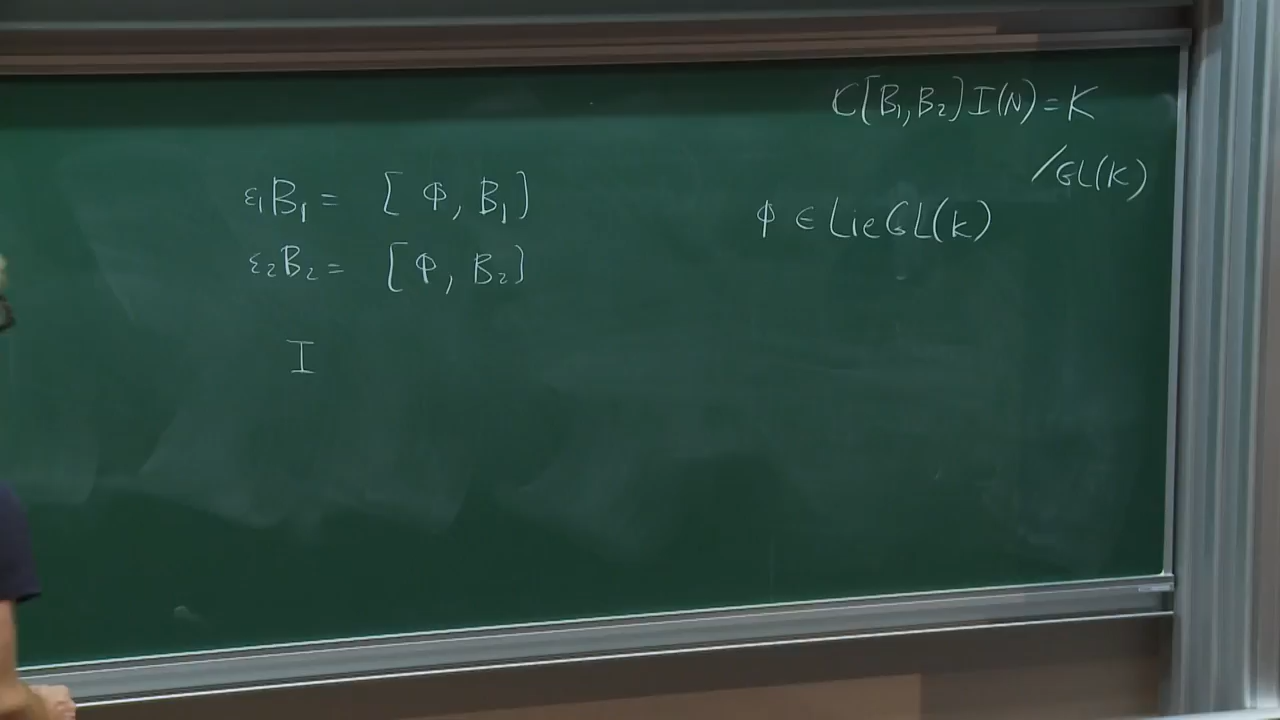 ℂ[B₁,B₂]I(N)=K
/GL(K)
ε₁B₁ = [Φ, B₁]
ϕ ∈ Lie GL(K)
ε₂B₂ = [Φ, B₂]
I